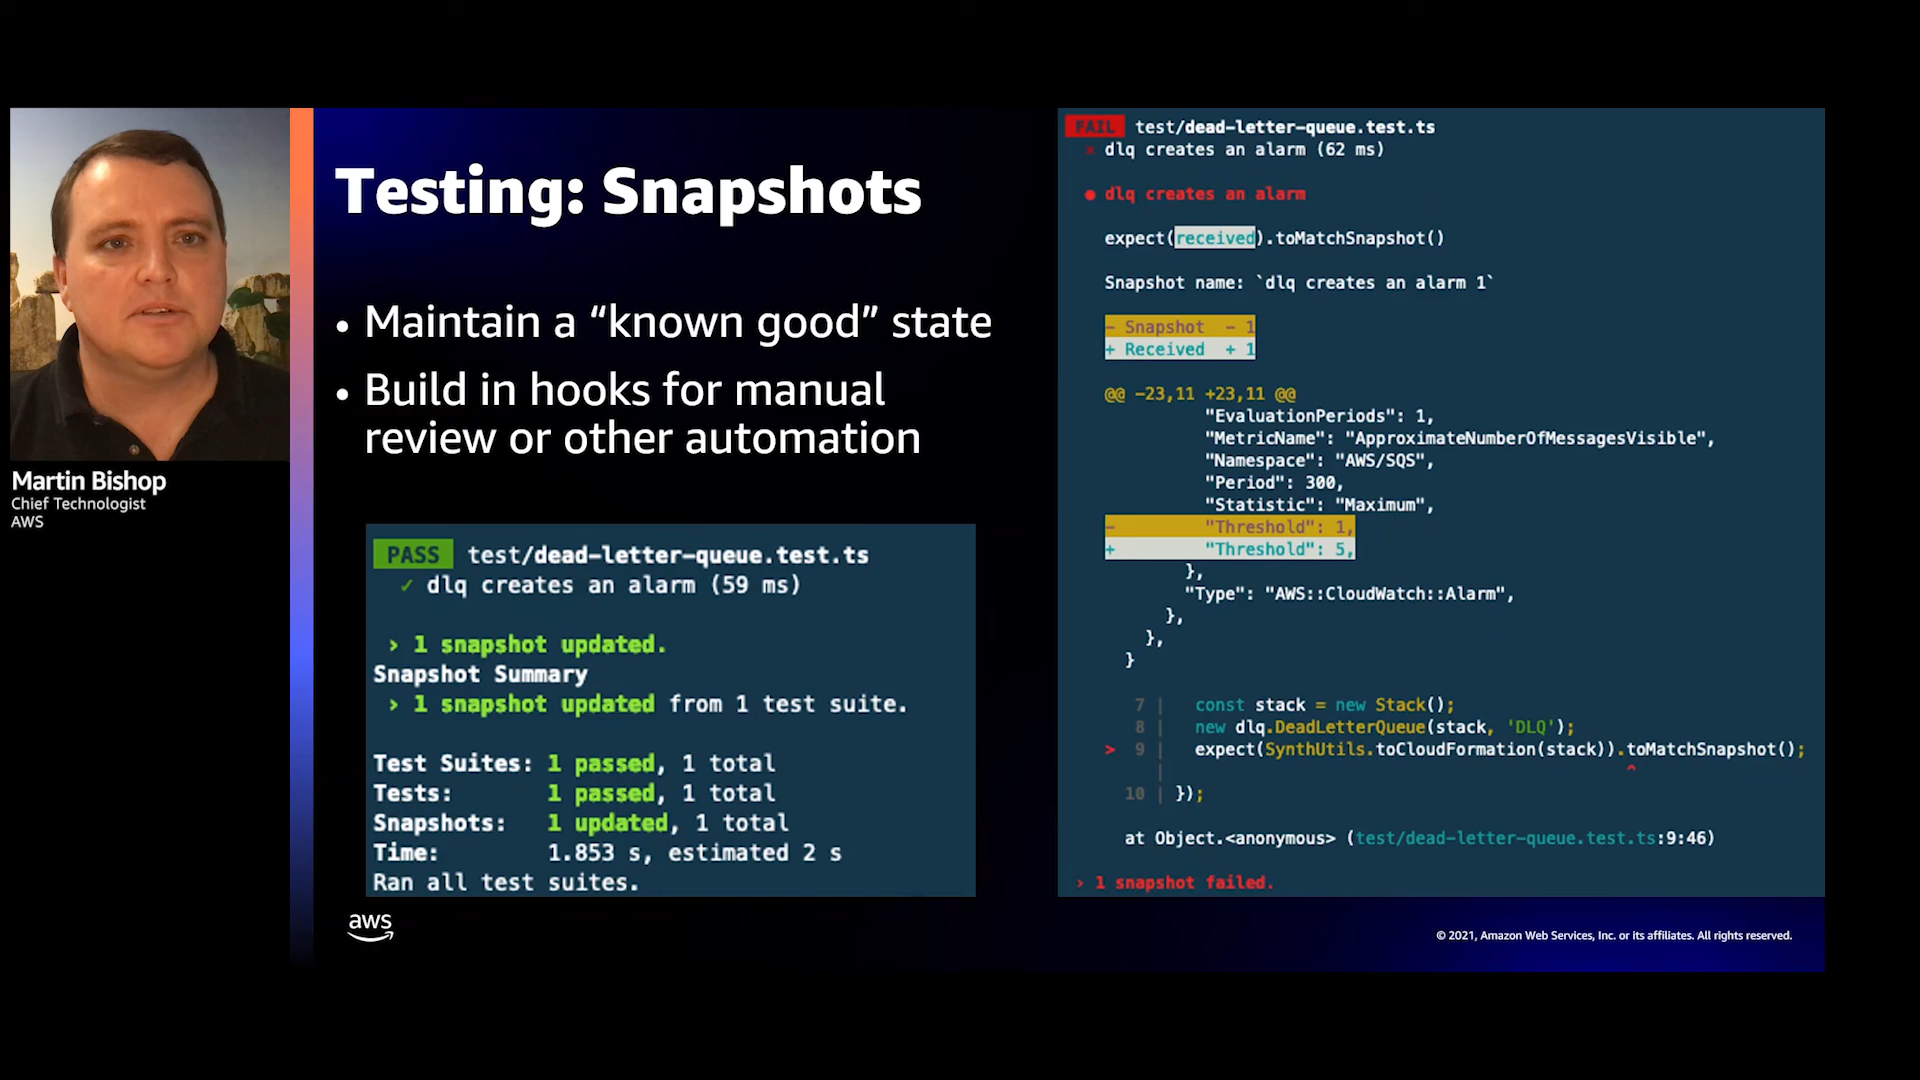 Martin Bishop
Chief Technologist
AWS
Testing: Snapshots
• Maintain a “known good” state
• Build in hooks for manual
review or other automation
PASS test/dead-letter-queue.test.ts
✓ dlq creates an alarm (59 ms)
› 1 snapshot updated.
Snapshot Summary
› 1 snapshot updated from 1 test suite.
Test Suites: 1 passed, 1 total
Tests: 1 passed, 1 total
Snapshots: 1 updated, 1 total
Time: 1.853 s, estimated 2 s
Ran all test suites.
aws
FAIL test/dead-letter-queue.test.ts
× dlq creates an alarm (62 ms)
● dlq creates an alarm
expect(received).toMatchSnapshot()
Snapshot name: `dlq creates an alarm 1`
- Snapshot - 1
+ Received + 1
@@ -23,11 +23,11 @@
"EvaluationPeriods": 1,
"MetricName": "ApproximateNumberOfMessagesVisible",
"Namespace": "AWS/SQS",
"Period": 300,
"Statistic": "Maximum",
- "Threshold": 1,
+ "Threshold": 5,
},
"Type": "AWS::CloudWatch::Alarm",
},
},
}
7 | const stack = new Stack();
8 | new dlq.DeadLetterQueue(stack, 'DLQ');
> 9 | expect(SynthUtils.toCloudFormation(stack)).toMatchSnapshot();
| ^
10 | });
at Object.<anonymous> (test/dead-letter-queue.test.ts:9:46)
› 1 snapshot failed.
© 2021, Amazon Web Services, Inc. or its affiliates. All rights reserved.